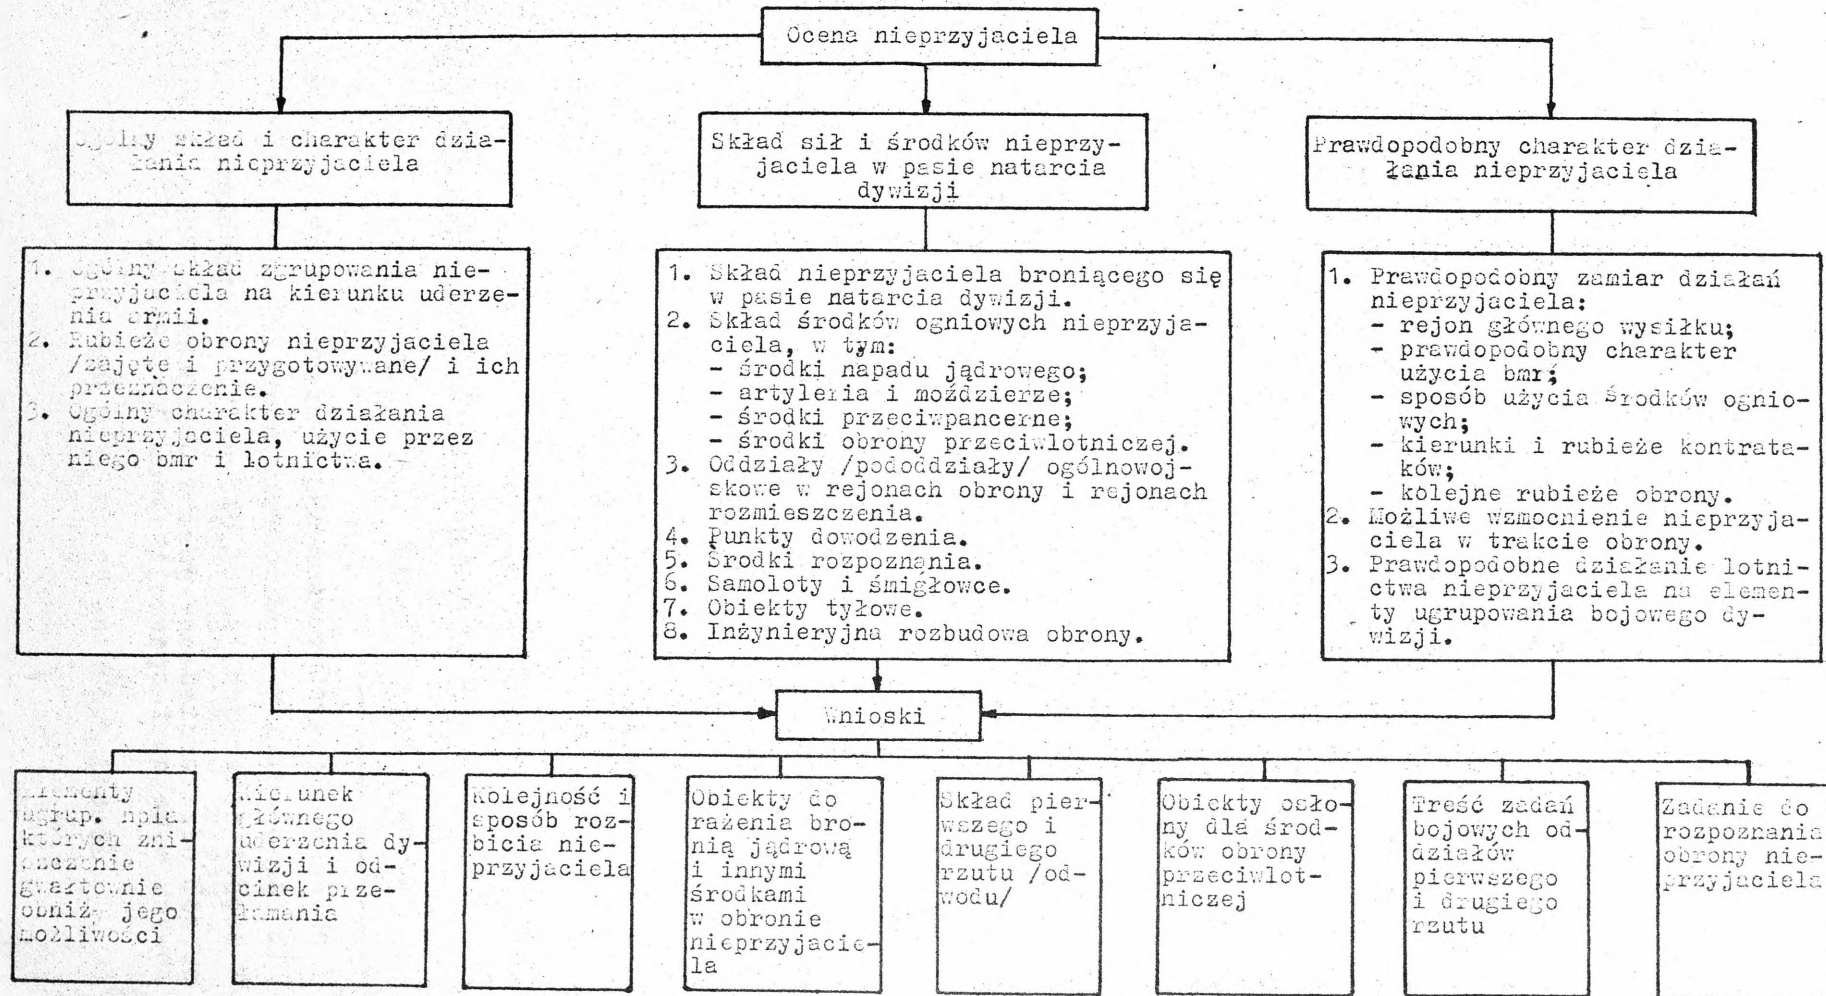 Ocena nieprzyjaciela
Ogólny skład i charakter dzia-
łania nieprzyjaciela
Skład sił i środków nieprzy-
jaciela w pasie natarcia
dywizji
Prawdopodobny charakter dzia-
łania nieprzyjaciela
1. Ogólny skład zgrupowania nie-
przyjaciela na kierunku uderze-
nia armii.
2. Rubieże obrony nieprzyjaciela
/zajęte i przygotowywane/ i ich
przeznaczenie.
3. Ogólny charakter działania
nieprzyjaciela, użycie przez
niego bmr i lotnictwa.
1. Skład nieprzyjaciela broniącego się
w pasie natarcia dywizji.
2. Skład środków ogniowych nieprzyja-
ciela, w tym:
- środki napadu jądrowego;
- artyleria i moździerze;
- środki przeciwpancerne;
- środki obrony przeciwlotniczej.
3. Oddziały /pododdziały/ ogólnowoj-
skowe w rejonach obrony i rejonach
rozmieszczenia.
4. Punkty dowodzenia.
5. Środki rozpoznania.
6. Samoloty i śmigłowce.
7. Obiekty tyłowe.
8. Inżynieryjna rozbudowa obrony.
1. Prawdopodobny zamiar działań
nieprzyjaciela:
- rejon głównego wysiłku;
- prawdopodobny charakter
użycia bmr;
- sposób użycia środków ognio-
wych;
- kierunki i rubieże kontrata-
ków;
- kolejne rubieże obrony.
2. Możliwe wzmocnienie nieprzyja-
ciela w trakcie obrony.
3. Prawdopodobne działanie lotni-
ctwa nieprzyjaciela na elemen-
ty ugrupowania bojowego dy-
wizji.
Wnioski
Elementy
ugrup. npla
których zni-
szczenie
gwałtownie
obniży jego
możliwości
Kierunek
głównego
uderzenia dy-
wizji i od-
cinek prze-
łamania
Kolejność i
sposób roz-
bicia nie-
przyjaciela
Obiekty do
rażenia bro-
nią jądrową
i innymi
środkami
w obronie
nieprzyjacie-
la
Skład pier-
wszego i
drugiego
rzutu /od-
wodu/
Obiekty osło-
ny dla środ-
ków obrony
przeciwlot-
niczej
Treść zadań
bojowych od-
działów
pierwszego
i drugiego
rzutu
Zadanie do
rozpoznania
obrony nie-
przyjaciela